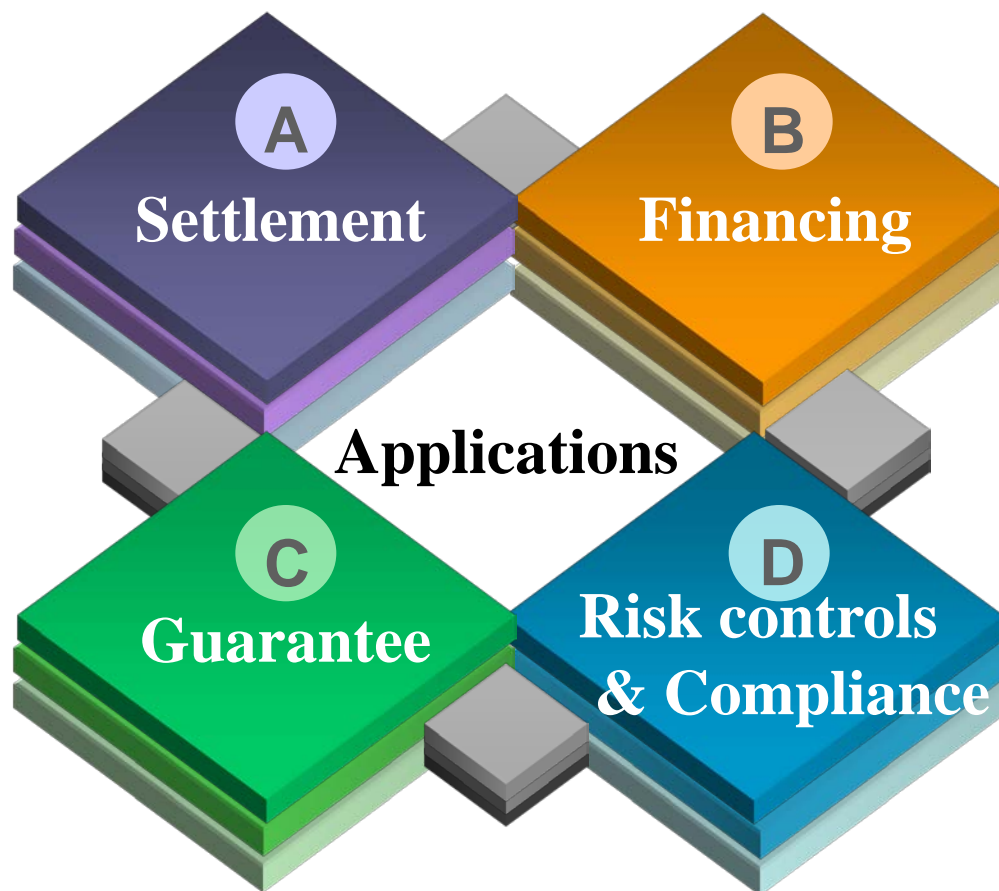 A
Settlement
B
Financing
Applications
C
Guarantee
D
Risk controls
& Compliance